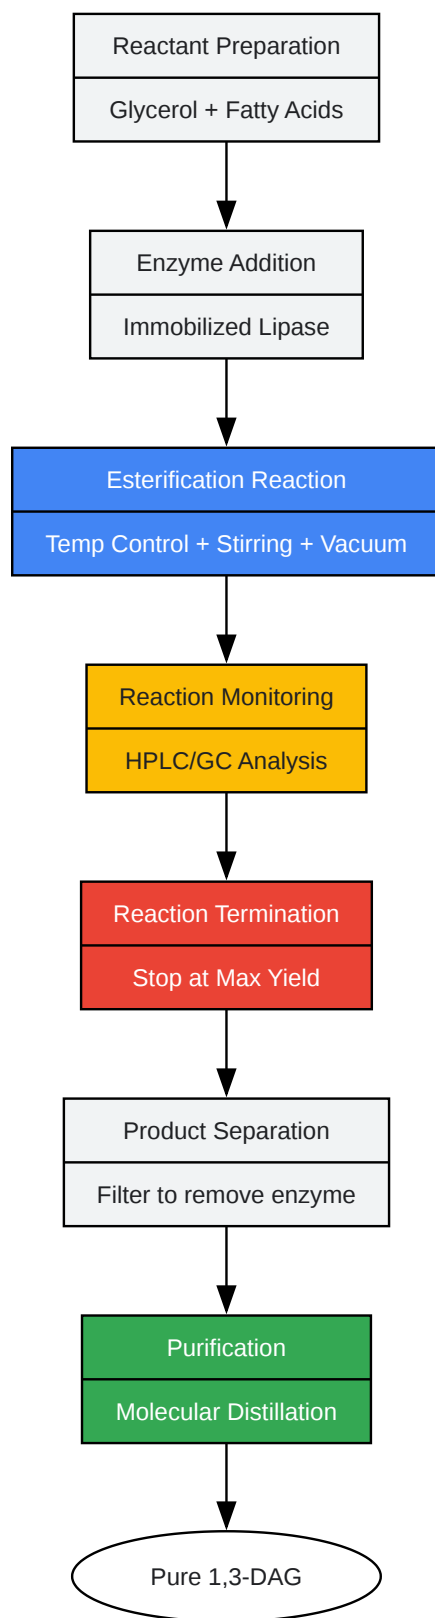 Reactant Preparation
Glycerol + Fatty Acids
Enzyme Addition
Immobilized Lipase
Esterification Reaction
Temp Control + Stirring + Vacuum
Reaction Monitoring
HPLC/GC Analysis
Reaction Termination
Stop at Max Yield
Product Separation
Filter to remove enzyme
Purification
Molecular Distillation
Pure 1,3-DAG